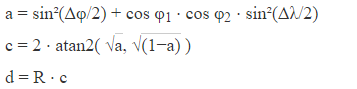 a = sin²(Δφ/2) + cos φ1 ⋅ cos φ2 ⋅ sin²(Δλ/2)
c = 2 ⋅ atan2( √a, √(1−a) )
d = R ⋅ c